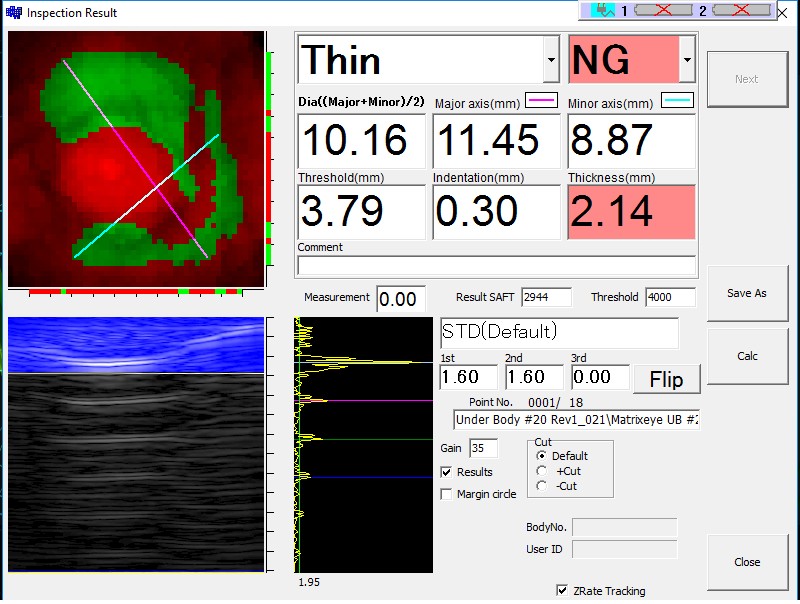 Inspection Result
1
2
Thin
NG
Next
Dia((Major+Minor)/2)
Major axis(mm)
Minor axis(mm)
10.16
11.45
8.87
Threshold(mm)
Indentation(mm)
Thickness(mm)
3.79
0.30
2.14
Comment
Measurement
0.00
Result SAFT
2944
Threshold
4000
Save As
STD(Default)
1st
2nd
3rd
1.60
1.60
0.00
Flip
Calc
Point No.
0001/ 18
Under Body #20 Rev1_021\Matrixeye UB #2
Gain
35
Cut
Default
+Cut
-Cut
Results
Margin circle
BodyNo.
User ID
Close
1.95
ZRate Tracking